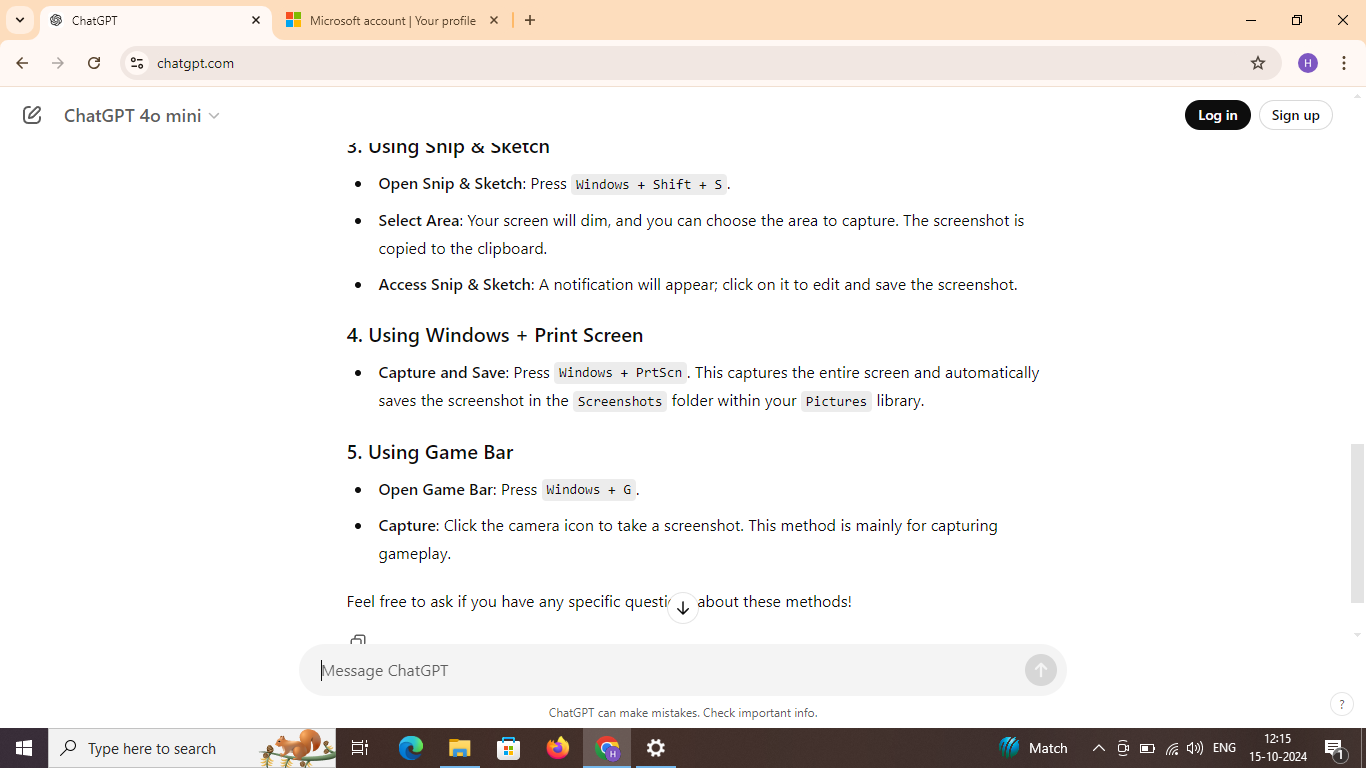 ChatGPT
Microsoft account | Your profile
chatgpt.com
H
ChatGPT 4o mini
Log in
Sign up
3. Using Snip & Sketch
Open Snip & Sketch: Press Windows + Shift + S.
Select Area: Your screen will dim, and you can choose the area to capture. The screenshot is
copied to the clipboard.
Access Snip & Sketch: A notification will appear; click on it to edit and save the screenshot.
4. Using Windows + Print Screen
Capture and Save: Press Windows + PrtScn. This captures the entire screen and automatically
saves the screenshot in the Screenshots folder within your Pictures library.
5. Using Game Bar
Open Game Bar: Press Windows + G.
Capture: Click the camera icon to take a screenshot. This method is mainly for capturing
gameplay.
Feel free to ask if you have any specific questi about these methods!
Message ChatGPT
ChatGPT can make mistakes. Check important info.
?
Type here to search
H
Match
ENG
12:15
15-10-2024
1